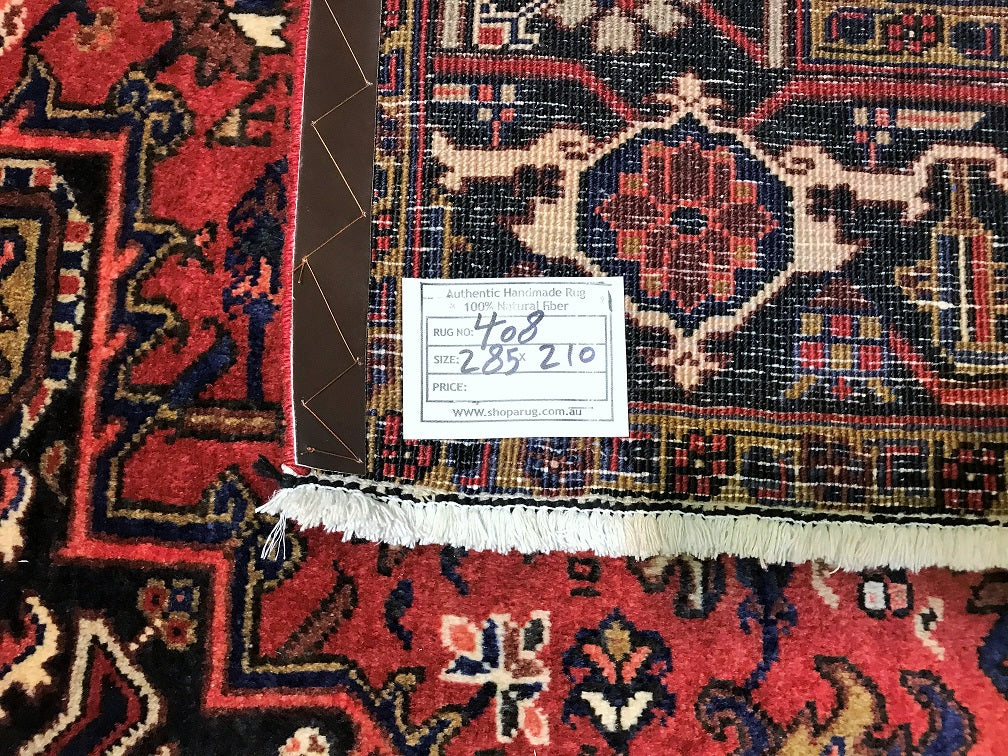 Authentic Handmade Rug
100% Natural Fiber
RUG NO: 408
SIZE: 285 x 210
PRICE:
www.shoparug.com.au